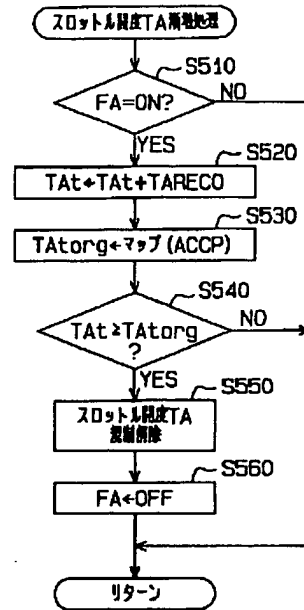 スロットル開度TA漸増処理
S510
FA=ON?
NO
YES
S520
TAt←TAt+TARECO
S530
TAtorg←マップ(ACCP)
S540
TAt≥TAtorg
?
NO
YES
S550
スロットル開度TA
規制解除
S560
FA←OFF
リターン